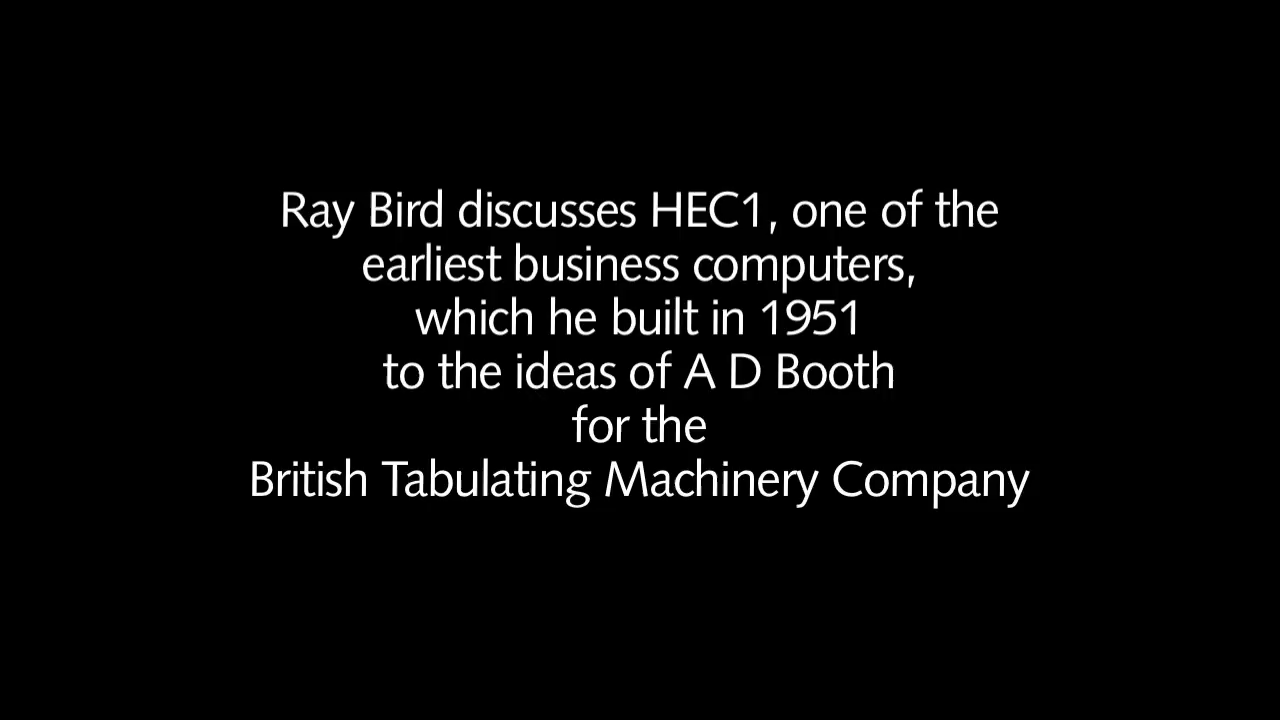 Ray Bird discusses HEC1, one of the
earliest business computers,
which he built in 1951
to the ideas of A D Booth
for the
British Tabulating Machinery Company